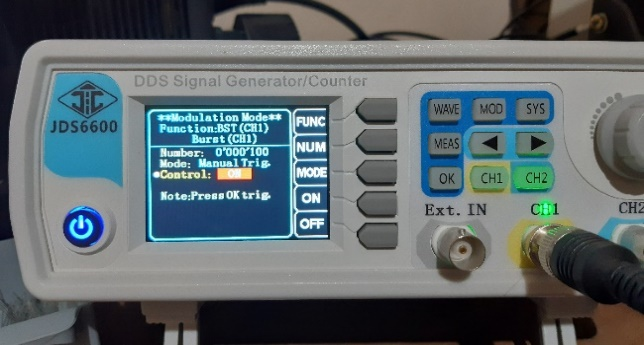 DDS Signal Generator/Counter
JDS6600
**Modulation Mode**
Function:BST(CH1)
Burst(CH1)
Number: 0'000'100
Mode: Manual Trig.
Control: ON
Note:Press OK trig.
FUNC
NUM
MODE
ON
OFF
WAVE MOD SYS
MEAS
OK CH1 CH2
Ext. IN CH1 CH2